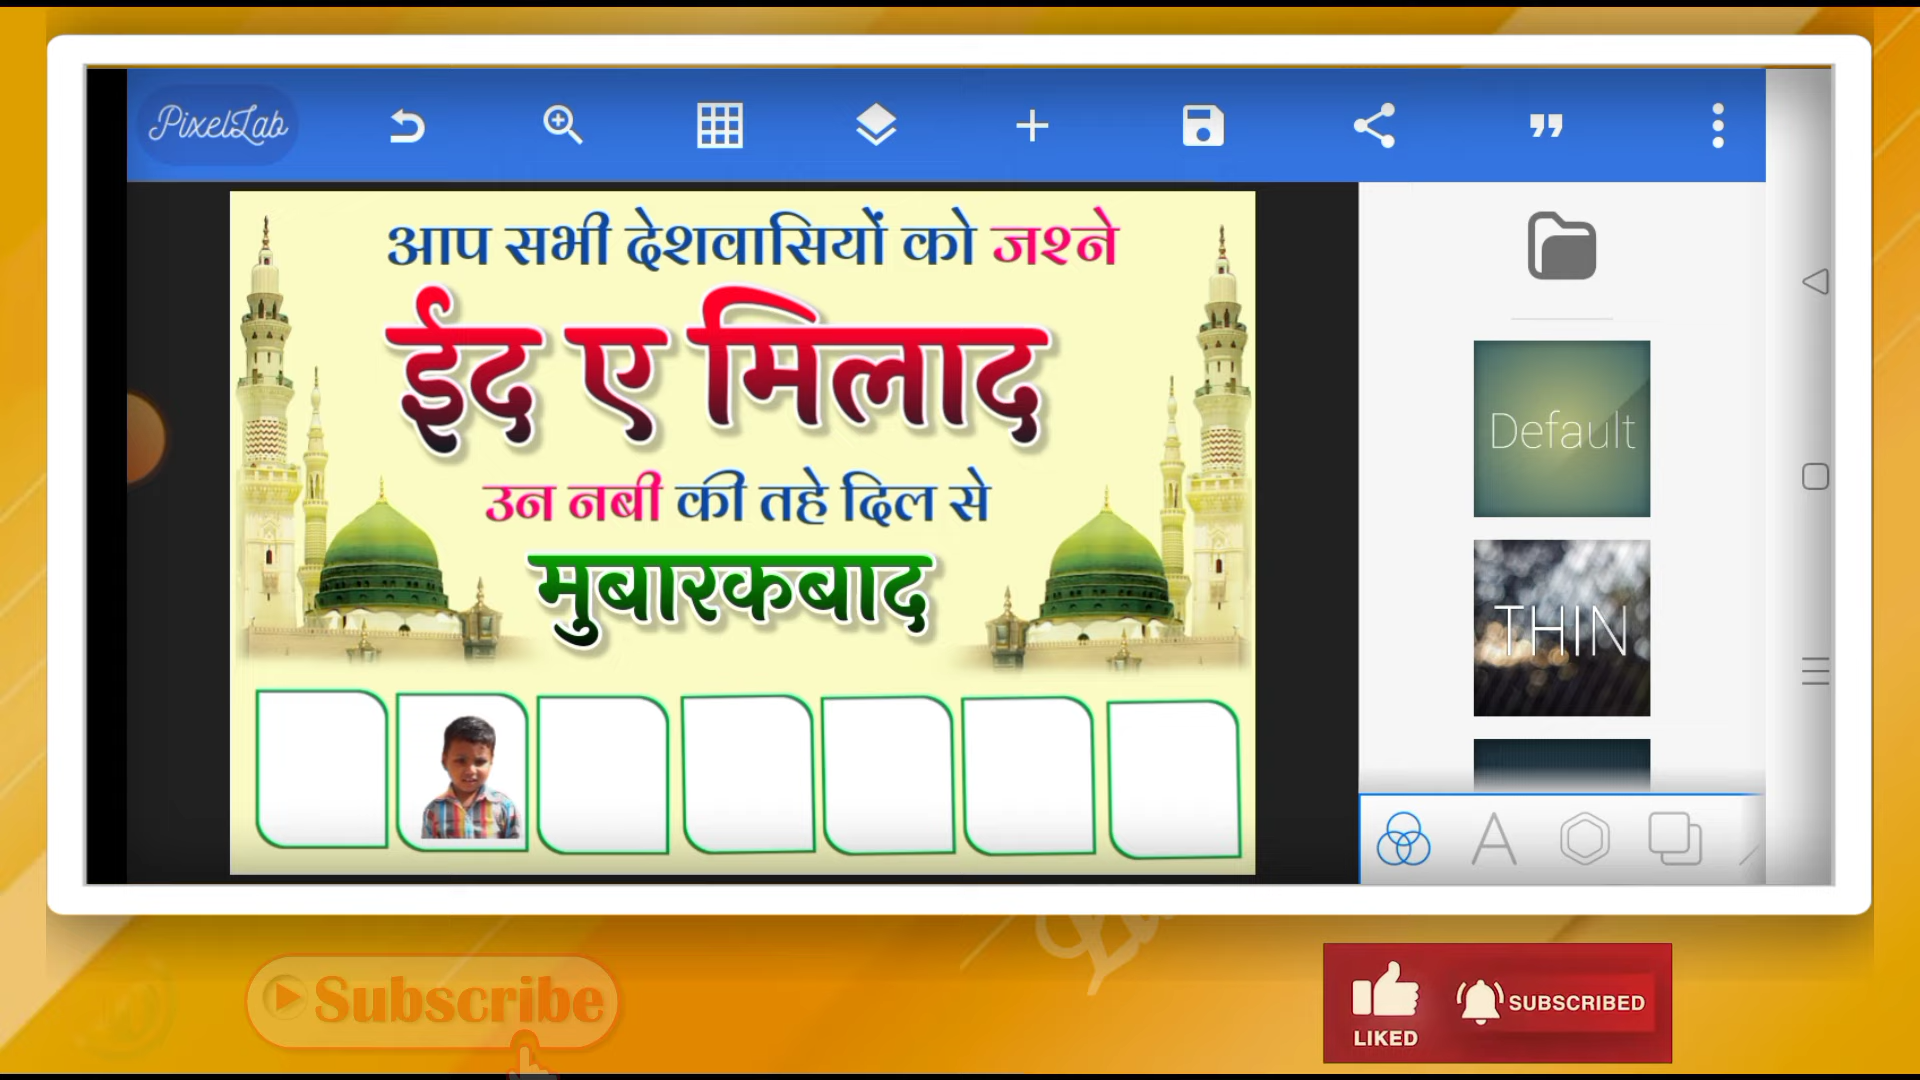 PixelLab
आप सभी देशवासियों को जश्ने
ईद ए मिलाद
उन नबी की तहे दिल से
मुबारकबाद
Default
THIN
Subscribe
LIKED
SUBSCRIBED